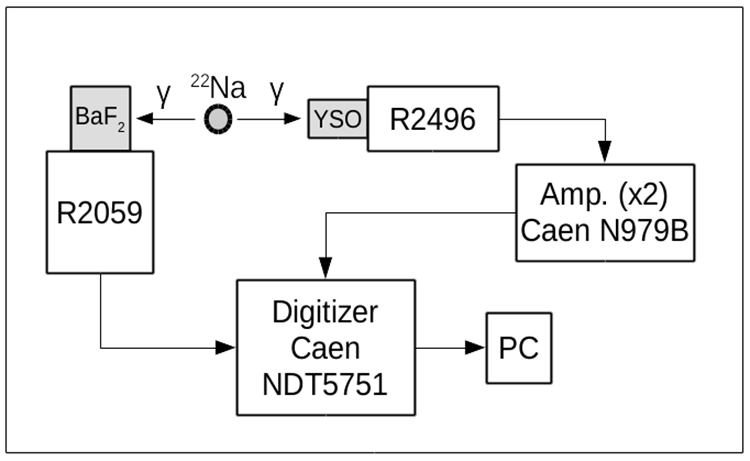 γ ²²Na γ
BaF₂
YSO
R2496
R2059
Amp. (x2)
Caen N979B
Digitizer
Caen
NDT5751
PC